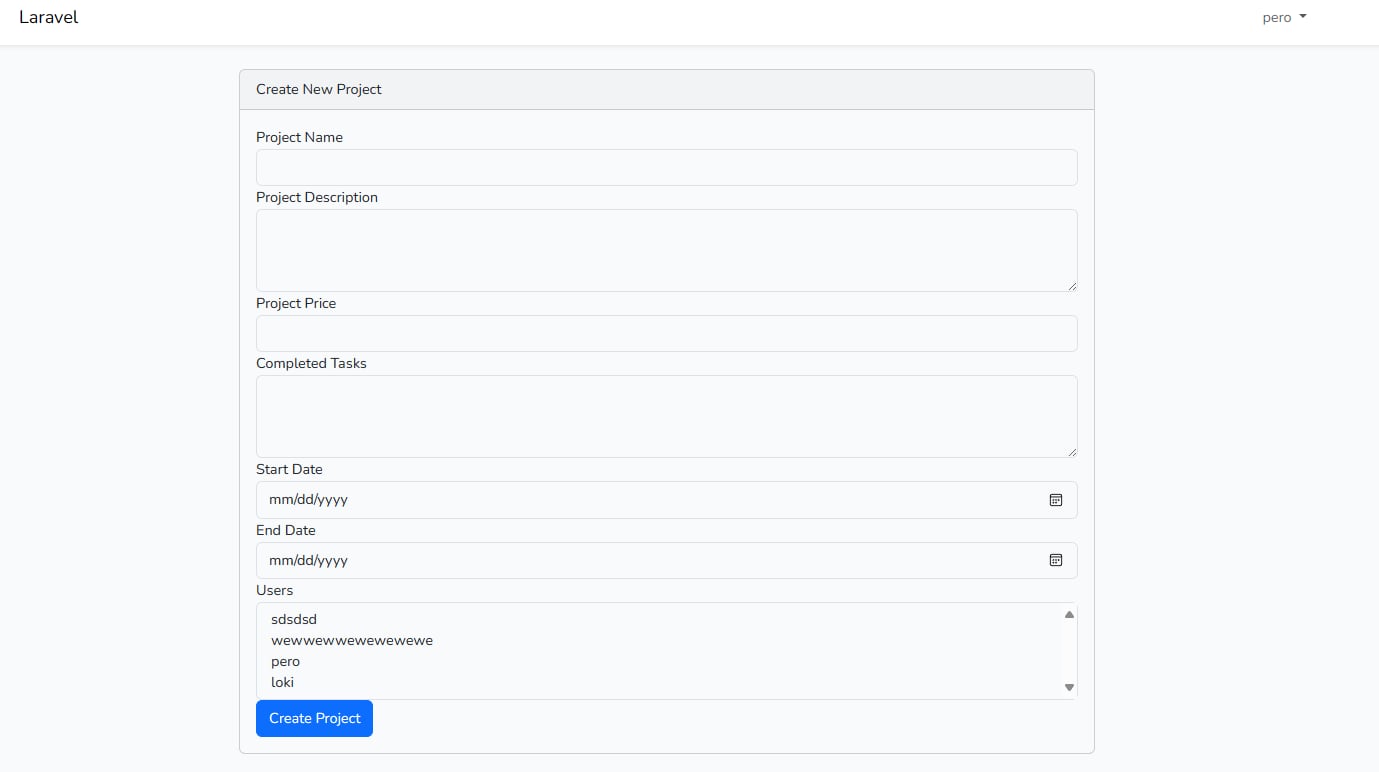 Laravel
pero
Create New Project
Project Name
Project Description
Project Price
Completed Tasks
Start Date
mm/dd/yyyy
End Date
mm/dd/yyyy
Users
sdsdsd
wewwewwewewewewe
pero
loki
Create Project